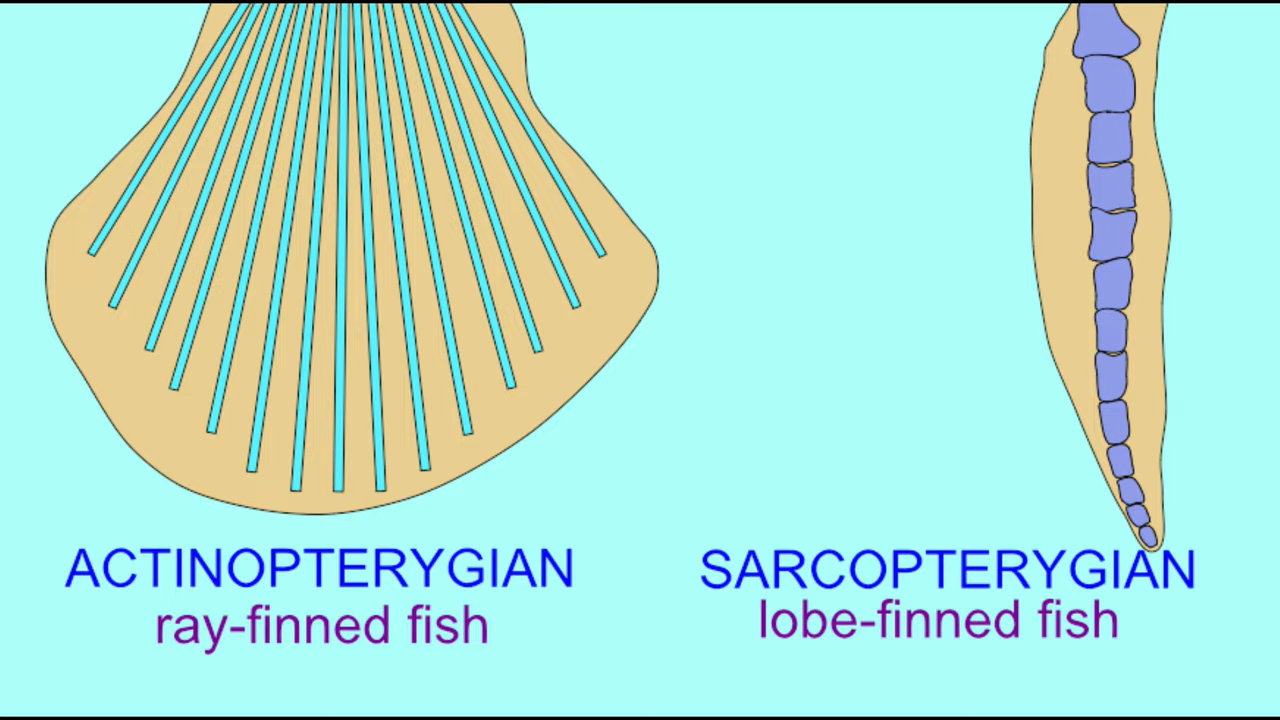 ACTINOPTERYGIAN
ray-finned fish
SARCOPTERYGIAN
lobe-finned fish